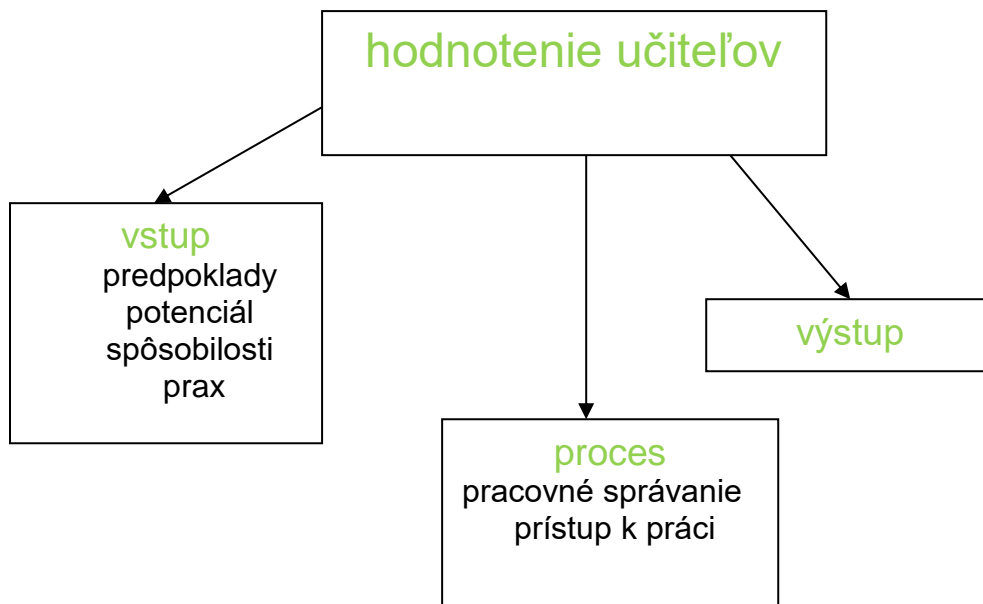 hodnotenie učiteľov
vstup
predpoklady
potenciál
spôsobilosti
prax
výstup
proces
pracovné správanie
prístup k práci